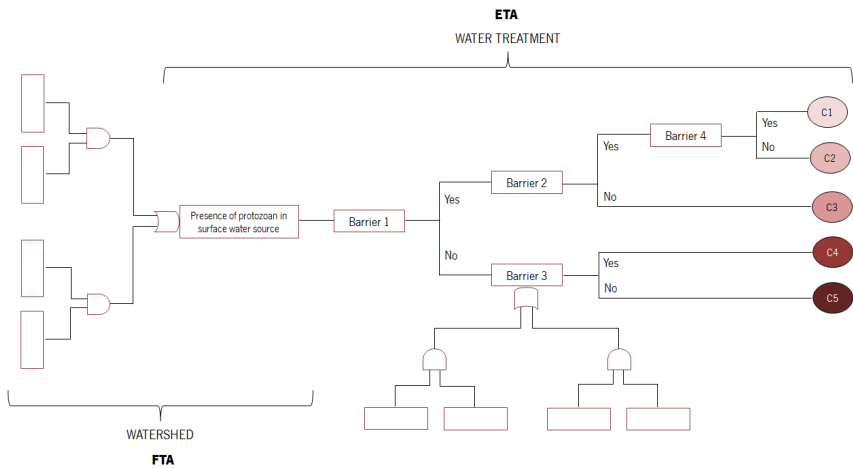 ETA
WATER TREATMENT
C1
Yes
Barrier 4
No
Yes
C2
Barrier 2
Yes
No
C3
Presence of protozoan in
surface water source
Barrier 1
No
C4
Yes
Barrier 3
No
C5
WATERSHED
FTA